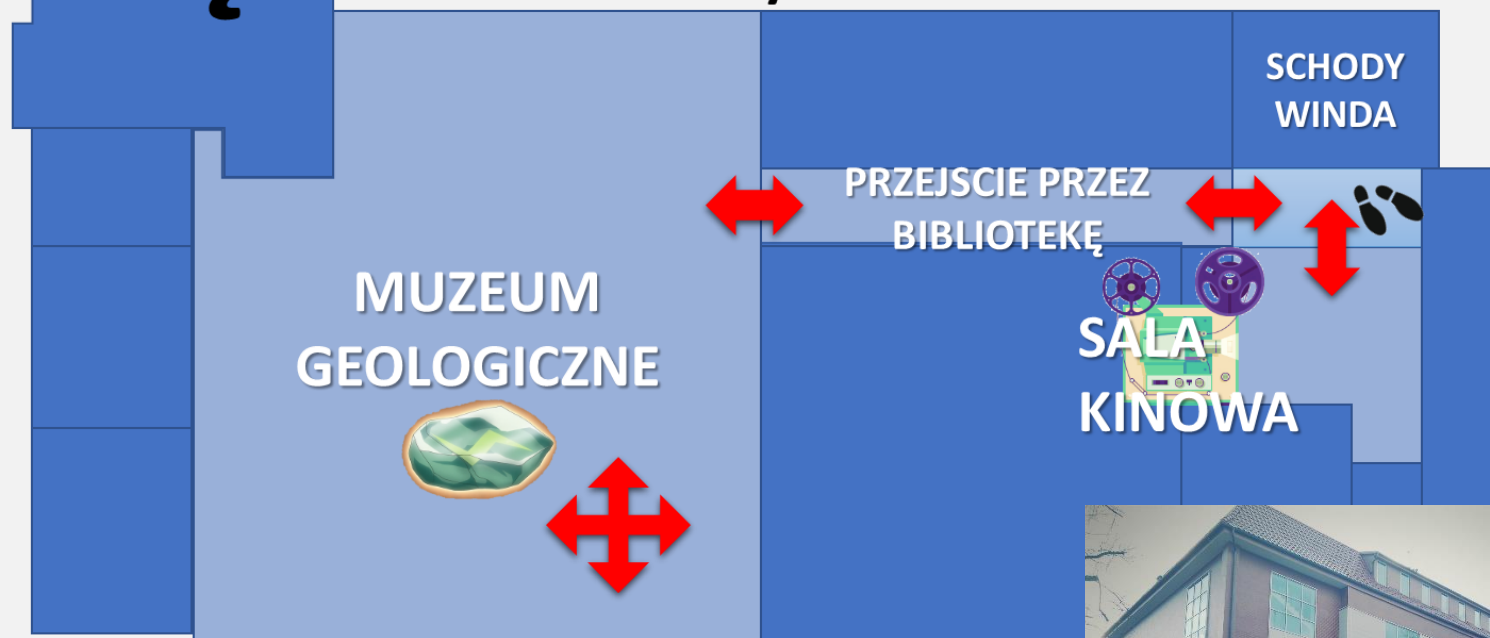 SCHODY
WINDA
PRZEJSCIE PRZEZ
BIBLIOTEKĘ
MUZEUM
GEOLOGICZNE
SALA
KINOWA